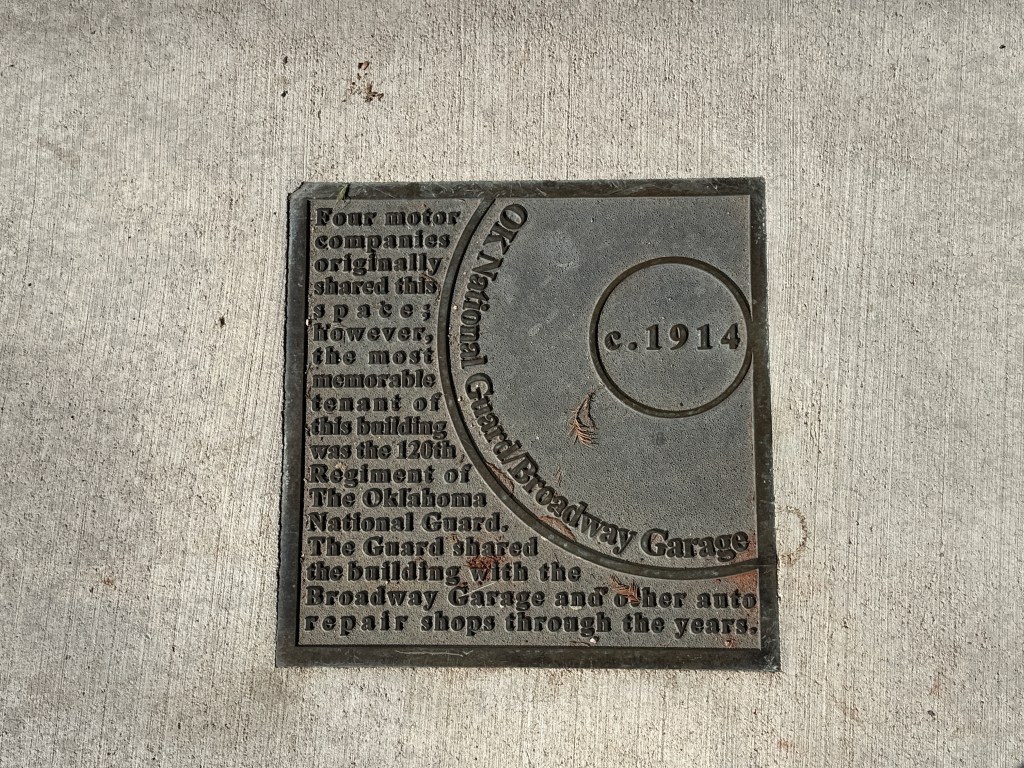 Four motor
companies
originally
shared this
space;
however,
the most
memorable
tenant of
this building
was the 120th
Regiment of
The Oklahoma
National Guard.
The Guard shared
the building with the
Broadway Garage and other auto
repair shops through the years.
OK National Guard/Broadway Garage
c.1914